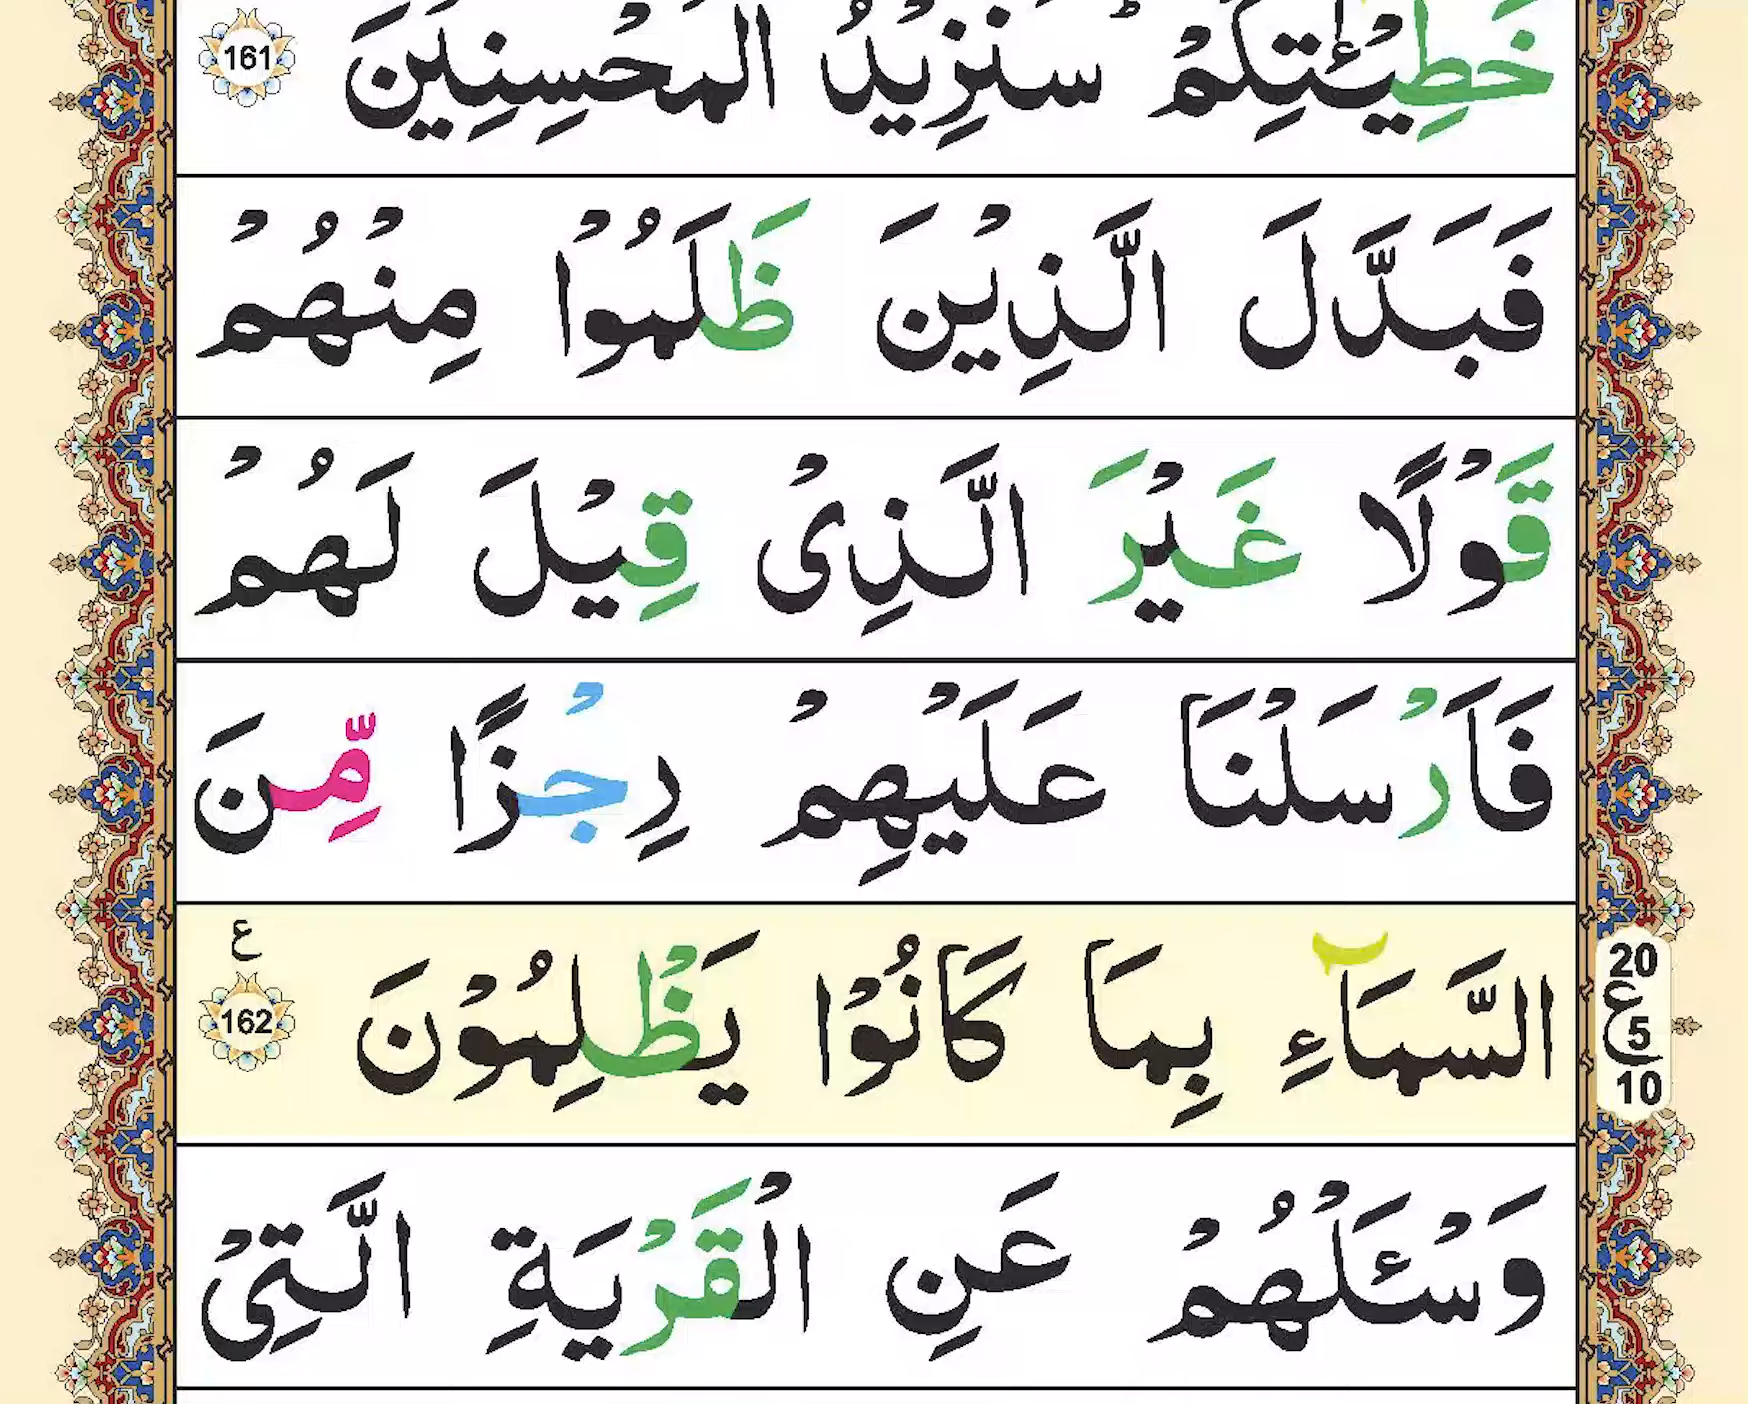 خَطِيْٓـٰٔتِكُمْ ؕ سَنَزِيْدُ الْمُحْسِنِيْنَ 161
فَبَدَّلَ الَّذِيْنَ ظَلَمُوْا مِنْهُمْ
قَوْلًا غَيْرَ الَّذِىْ قِيْلَ لَهُمْ
فَاَرْسَلْنَا عَلَيْهِمْ رِجْزًا مِّنَ
السَّمَآءِ بِمَا كَانُوْا يَظْلِمُوْنَ 162 ع
20
ع 5
10
وَسْـَٔلْهُمْ عَنِ الْقَرْيَةِ الَّتِىْ